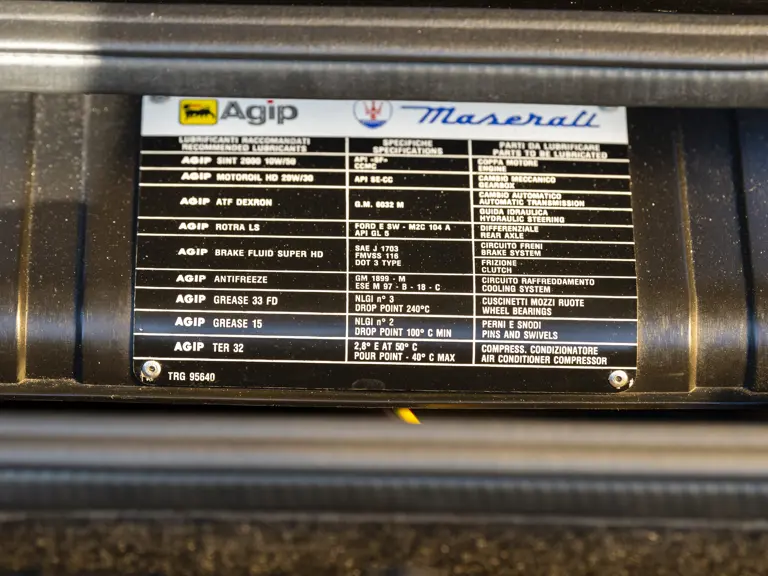 Agip Maserati
LUBRIFICANTI RACCOMANDATI
RECOMMENDED LUBRICANTS
SPECIFICHE
SPECIFICATIONS
PARTI DA LUBRIFICARE
PARTS TO BE LUBRICATED
AGIP SINT 2000 10W/50
API «SF»
CCMC
COPPA MOTORE
ENGINE
AGIP MOTOROIL HD 20W/30
API SE-CC
CAMBIO MECCANICO
GEARBOX
AGIP ATF DEXRON
G.M. 6032 M
CAMBIO AUTOMATICO
AUTOMATIC TRANSMISSION
GUIDA IDRAULICA
HYDRAULIC STEERING
AGIP ROTRA LS
FORD E SW - M2C 104 A
API GL 5
DIFFERENZIALE
REAR AXLE
AGIP BRAKE FLUID SUPER HD
SAE J 1703
FMVSS 116
DOT 3 TYPE
CIRCUITO FRENI
BRAKE SYSTEM
FRIZIONE
CLUTCH
AGIP ANTIFREEZE
GM 1899 - M
ESE M 97 - B - 18 - C
CIRCUITO RAFFREDDAMENTO
COOLING SYSTEM
AGIP GREASE 33 FD
NLGI nº 3
DROP POINT 240°C
CUSCINETTI MOZZI RUOTE
WHEEL BEARINGS
AGIP GREASE 15
NLGI nº 2
DROP POINT 100° C MIN
PERNI E SNODI
PINS AND SWIVELS
AGIP TER 32
2,8° E AT 50° C
POUR POINT - 40° C MAX
COMPRESS. CONDIZIONATORE
AIR CONDITIONER COMPRESSOR
TRG 95640